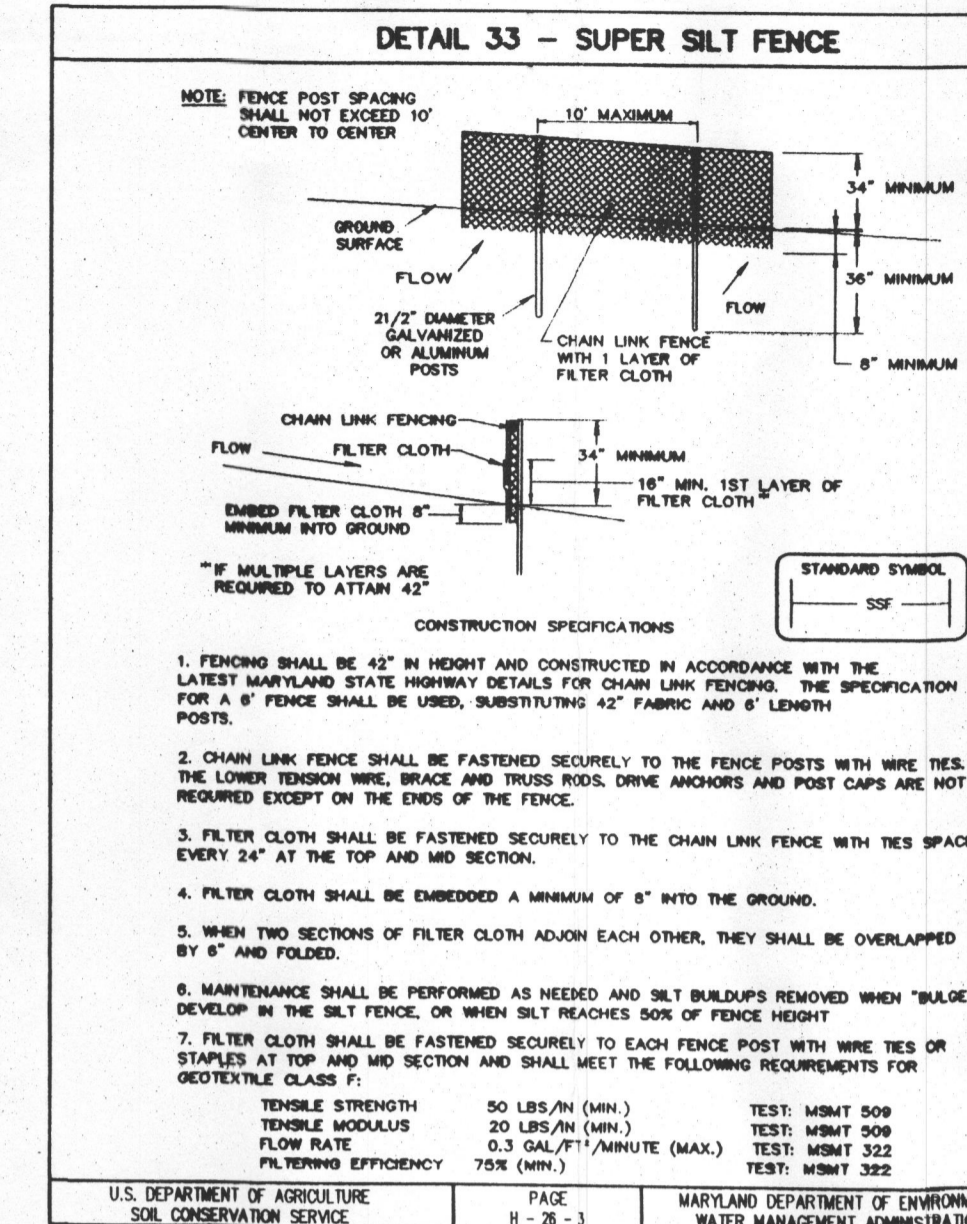 DETAIL 33 – SUPER SILT FENCE
NOTE: FENCE POST SPACING
SHALL NOT EXCEED 10'
CENTER TO CENTER
10' MAXIMUM
34" MINIMUM
GROUND
SURFACE
FLOW
36" MINIMUM
FLOW
21/2" DIAMETER
GALVANIZED
OR ALUMINUM
POSTS
CHAIN LINK FENCE
WITH 1 LAYER OF
FILTER CLOTH
8" MINIMUM
CHAIN LINK FENCING
FLOW
FILTER CLOTH
34" MINIMUM
16" MIN. 1ST LAYER OF
FILTER CLOTH*
EMBED FILTER CLOTH 8"
MINIMUM INTO GROUND
*IF MULTIPLE LAYERS ARE
REQUIRED TO ATTAIN 42"
STANDARD SYMBOL
SSF
CONSTRUCTION SPECIFICATIONS
1. FENCING SHALL BE 42" IN HEIGHT AND CONSTRUCTED IN ACCORDANCE WITH THE
LATEST MARYLAND STATE HIGHWAY DETAILS FOR CHAIN LINK FENCING. THE SPECIFICATION
FOR A 6' FENCE SHALL BE USED, SUBSTITUTING 42" FABRIC AND 6' LENGTH
POSTS.
2. CHAIN LINK FENCE SHALL BE FASTENED SECURELY TO THE FENCE POSTS WITH WIRE TIES.
THE LOWER TENSION WIRE, BRACE AND TRUSS RODS, DRIVE ANCHORS AND POST CAPS ARE NOT
REQUIRED EXCEPT ON THE ENDS OF THE FENCE.
3. FILTER CLOTH SHALL BE FASTENED SECURELY TO THE CHAIN LINK FENCE WITH TIES SPAC
EVERY 24" AT THE TOP AND MID SECTION.
4. FILTER CLOTH SHALL BE EMBEDDED A MINIMUM OF 8" INTO THE GROUND.
5. WHEN TWO SECTIONS OF FILTER CLOTH ADJOIN EACH OTHER, THEY SHALL BE OVERLAPPED
BY 6" AND FOLDED.
6. MAINTENANCE SHALL BE PERFORMED AS NEEDED AND SILT BUILDUPS REMOVED WHEN "BULGE
DEVELOP IN THE SILT FENCE, OR WHEN SILT REACHES 50% OF FENCE HEIGHT
7. FILTER CLOTH SHALL BE FASTENED SECURELY TO EACH FENCE POST WITH WIRE TIES OR
STAPLES AT TOP AND MID SECTION AND SHALL MEET THE FOLLOWING REQUIREMENTS FOR
GEOTEXTILE CLASS F:
TENSILE STRENGTH 50 LBS/IN (MIN.) TEST: MSMT 509
TENSILE MODULUS 20 LBS/IN (MIN.) TEST: MSMT 509
FLOW RATE 0.3 GAL/FT²/MINUTE (MAX.) TEST: MSMT 322
FILTERING EFFICIENCY 75% (MIN.) TEST: MSMT 322
U.S. DEPARTMENT OF AGRICULTURE
SOIL CONSERVATION SERVICE
PAGE
H - 26 - 3
MARYLAND DEPARTMENT OF ENVIRONM
WATER MANAGEMENT ADMINISTRATIO